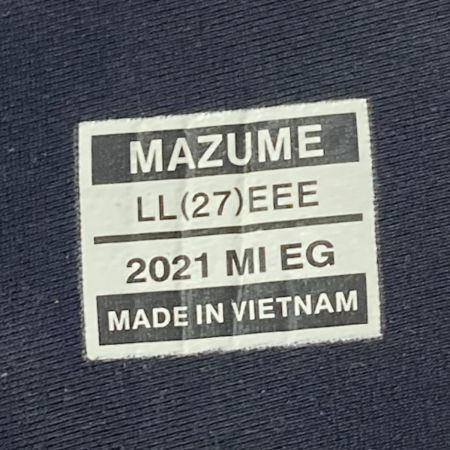 MAZUME
LL(27)EEE
2021 MI EG
MADE IN VIETNAM